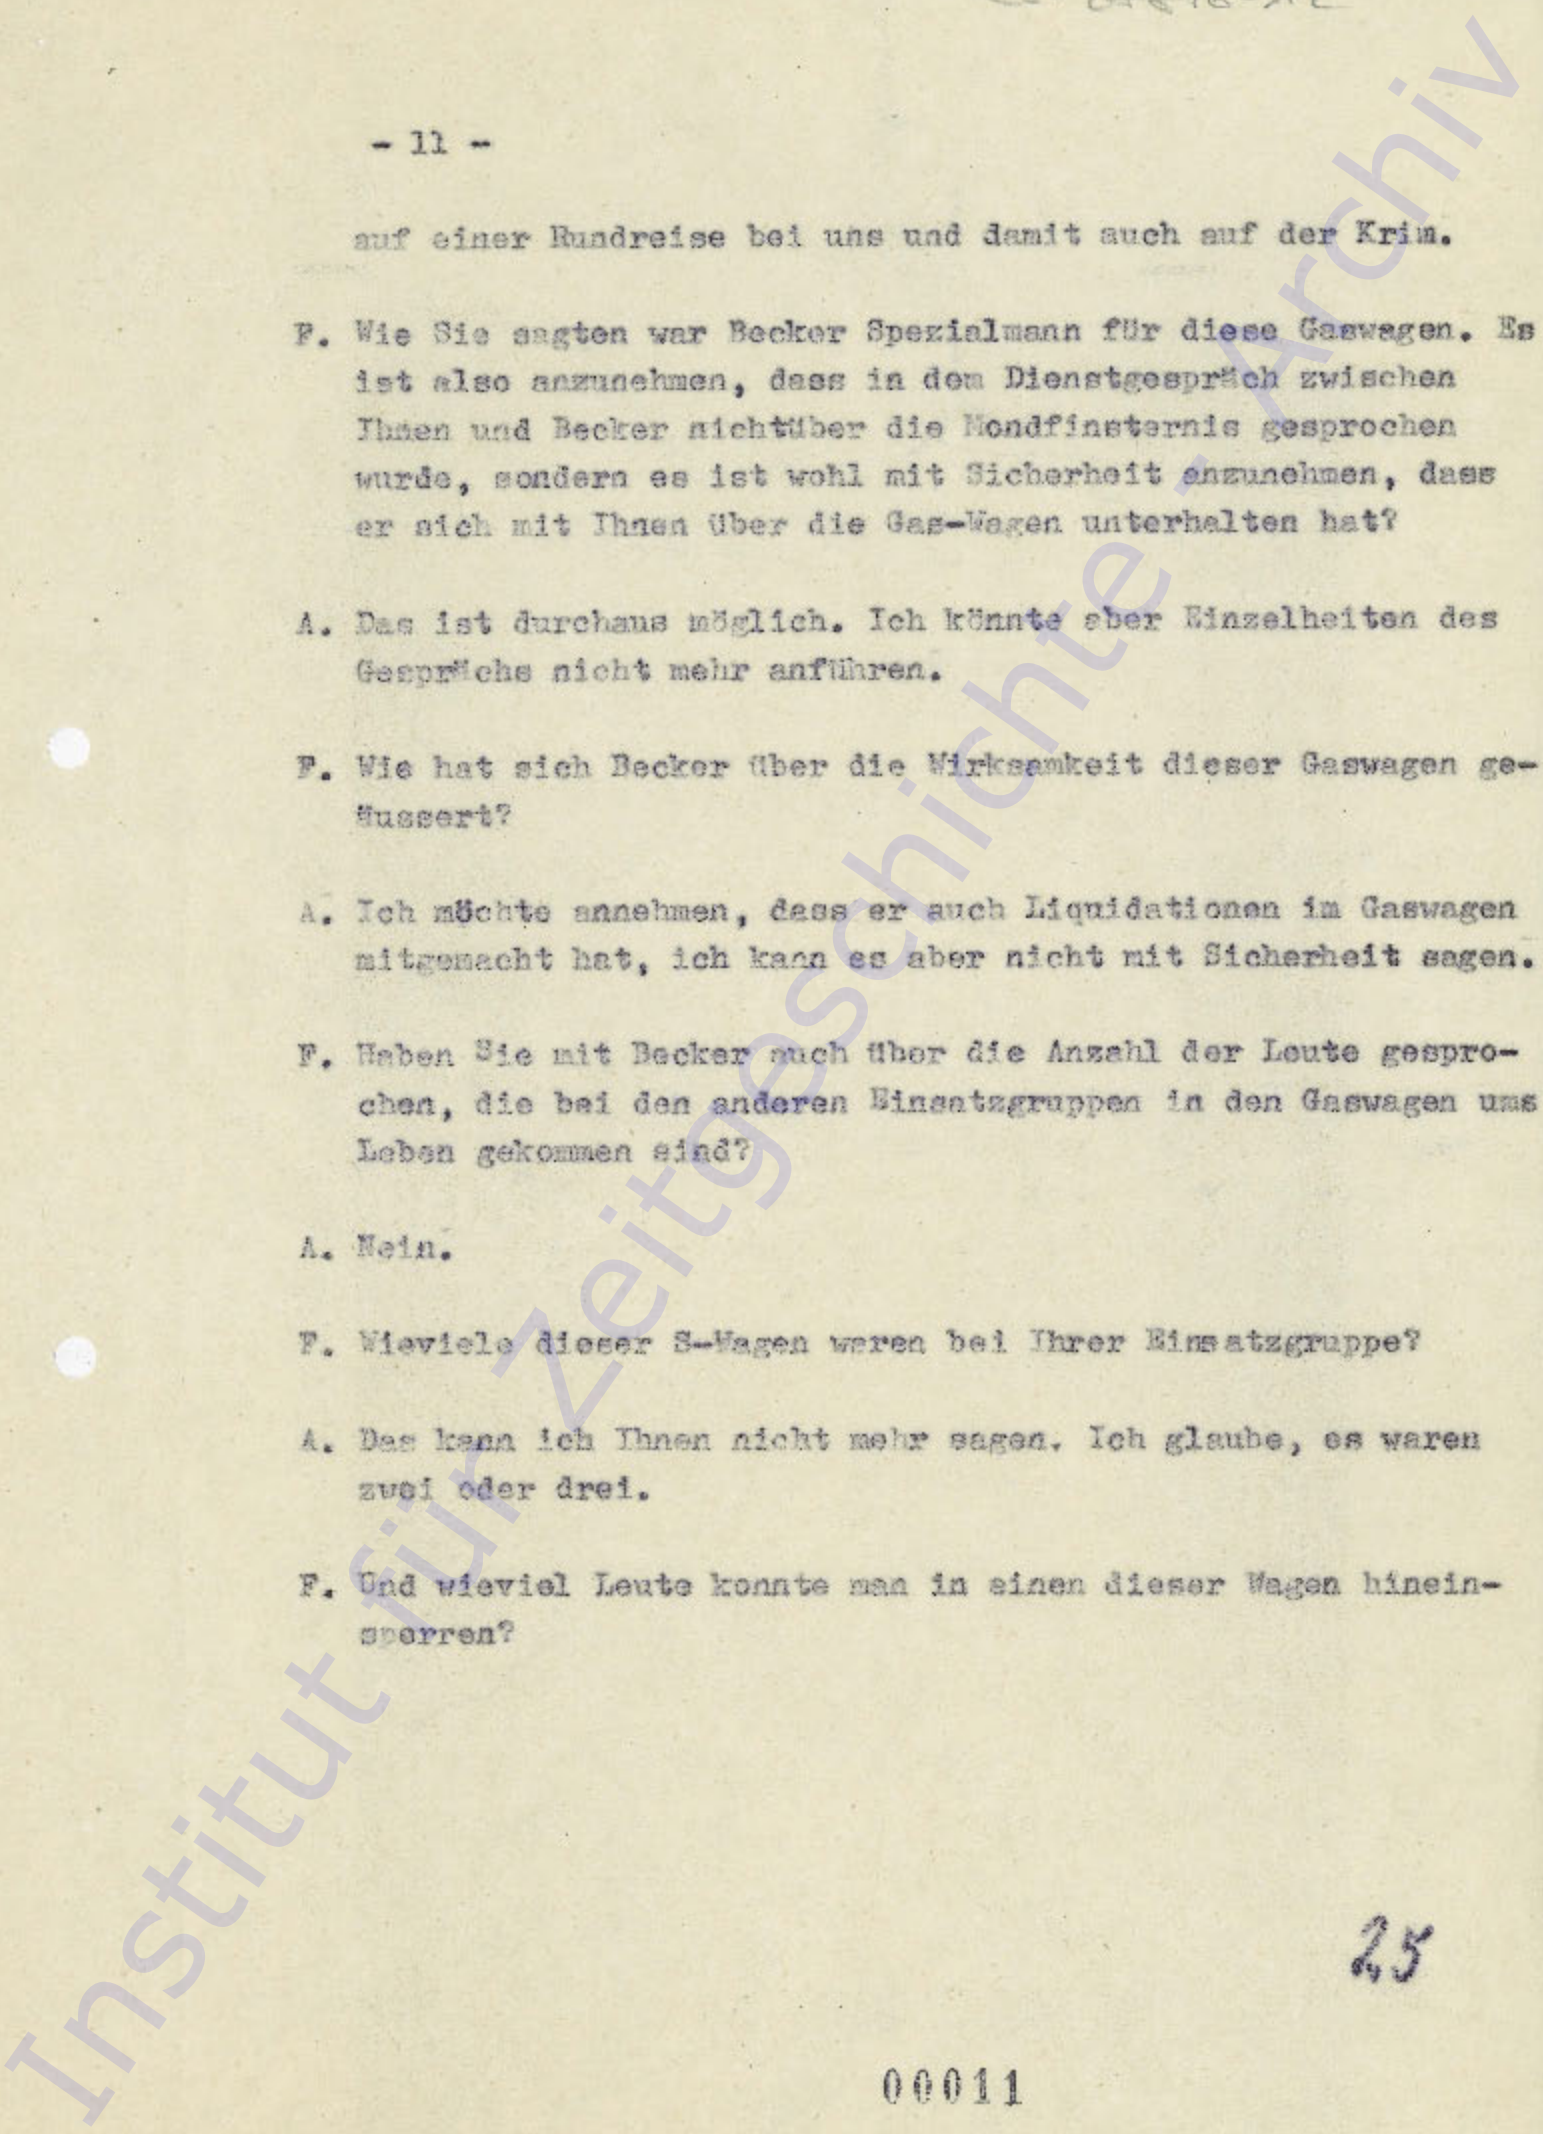 - 11 -
auf einer Rundreise bei uns und damit auch auf der Krim.
F. Wie Sie sagten war Becker Spezialmann für diese Gaswagen. Es
ist also anzunehmen, dass in dem Dienstgespräch zwischen
Ihnen und Becker nichtüber die Mondfinsternis gesprochen
wurde, sondern es ist wohl mit Sicherheit anzunehmen, dass
er sich mit Ihnen über die Gas-Wagen unterhalten hat?
A. Das ist durchaus möglich. Ich könnte aber Einzelheiten des
Gesprächs nicht mehr anführen.
F. Wie hat sich Becker über die Wirksamkeit dieser Gaswagen ge-
äussert?
A. Ich möchte annehmen, dass er auch Liquidationen im Gaswagen
mitgemacht hat, ich kann es aber nicht mit Sicherheit sagen.
F. Haben Sie mit Becker auch über die Anzahl der Leute gespro-
chen, die bei den anderen Einsatzgruppen in den Gaswagen ums
Leben gekommen sind?
A. Nein.
F. Wieviele dieser S-Wagen waren bei Ihrer Einsatzgruppe?
A. Das kann ich Ihnen nicht mehr sagen. Ich glaube, es waren
zwei oder drei.
F. Und wieviel Leute konnte man in einen dieser Wagen hinein-
sperren?
25
00011
Institut für Zeitgeschichte - Archiv